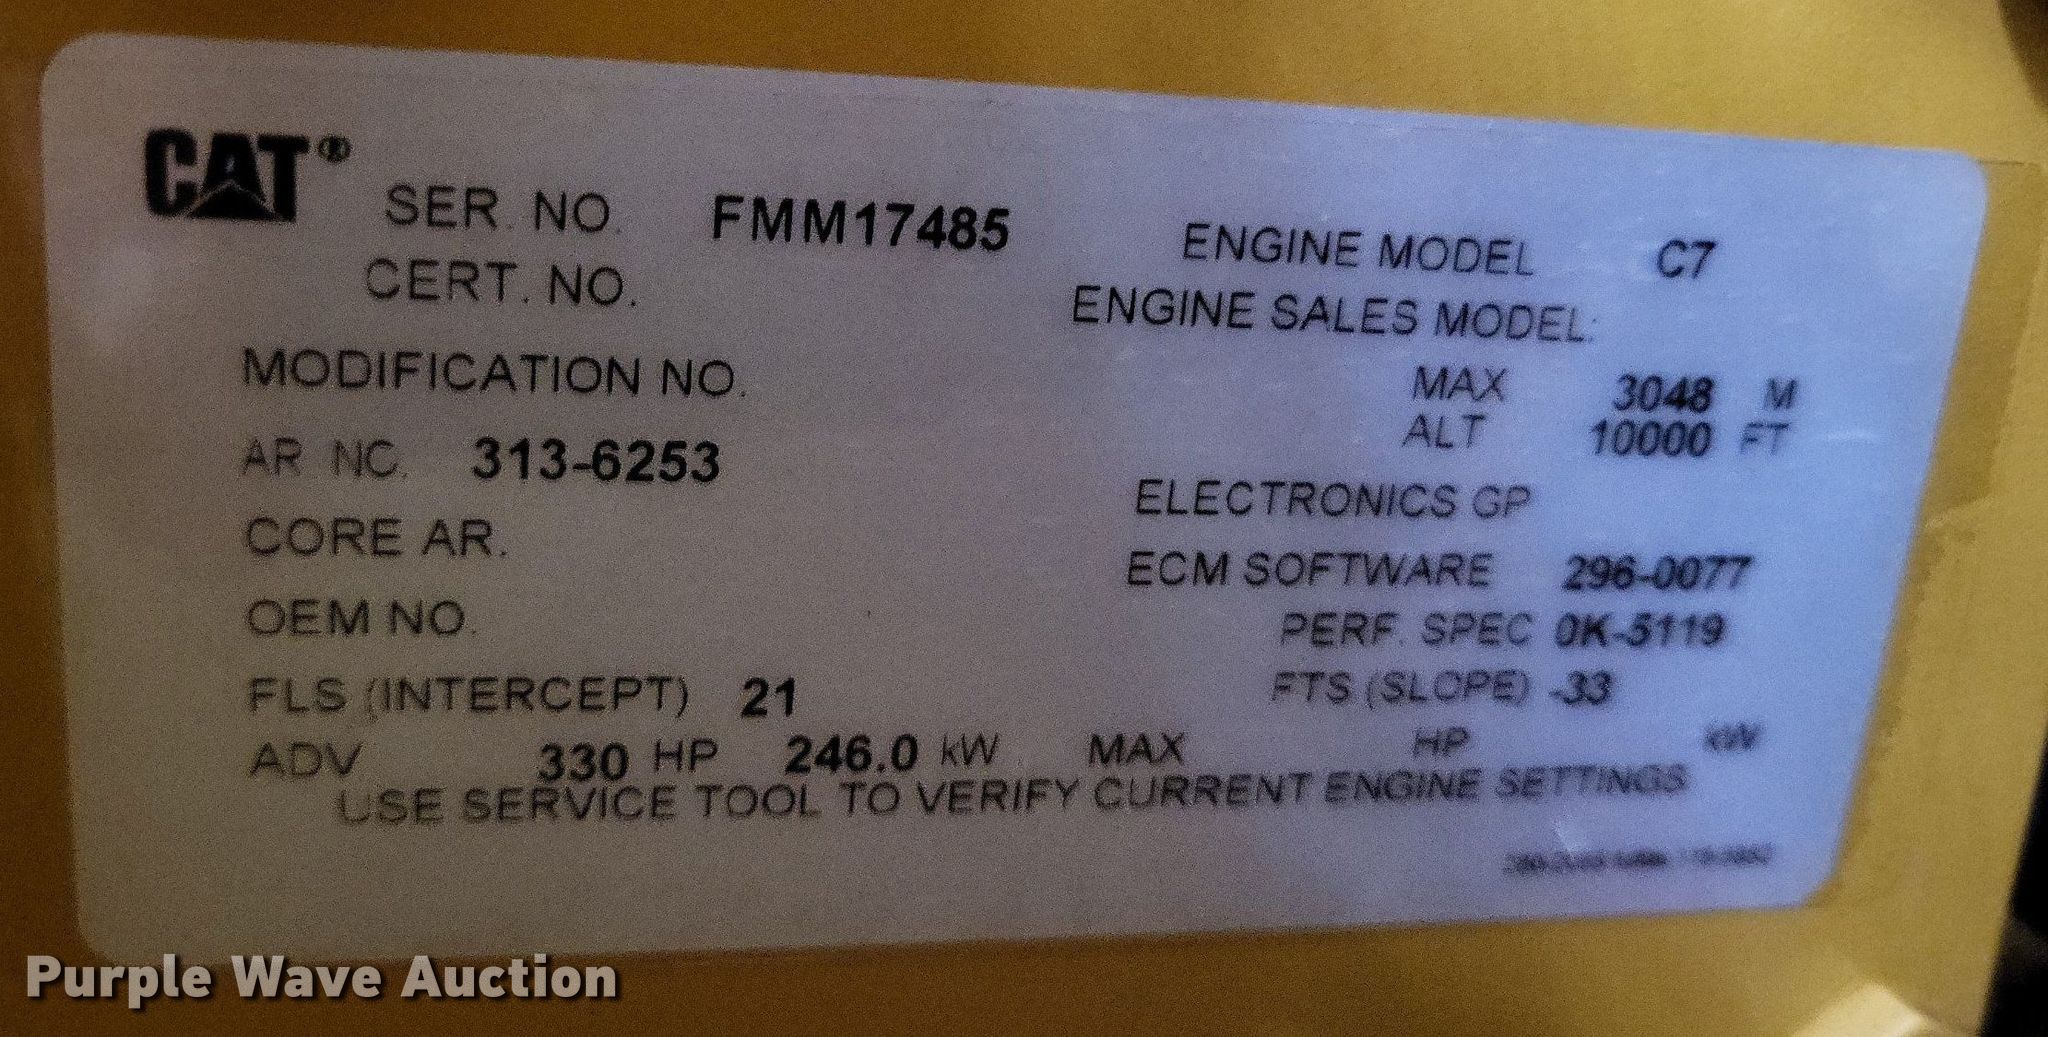 CAT®
SER. NO. FMM17485
ENGINE MODEL C7
CERT. NO.
ENGINE SALES MODEL:
MODIFICATION NO.
MAX 3048 M
ALT 10000 FT
AR NO. 313-6253
ELECTRONICS GP
CORE AR.
ECM SOFTWARE 296-0077
OEM NO.
PERF. SPEC 0K-5119
FLS (INTERCEPT) 21
FTS (SLOPE) -33
ADV 330 HP 246.0 kW MAX HP kW
USE SERVICE TOOL TO VERIFY CURRENT ENGINE SETTINGS
Purple Wave Auction